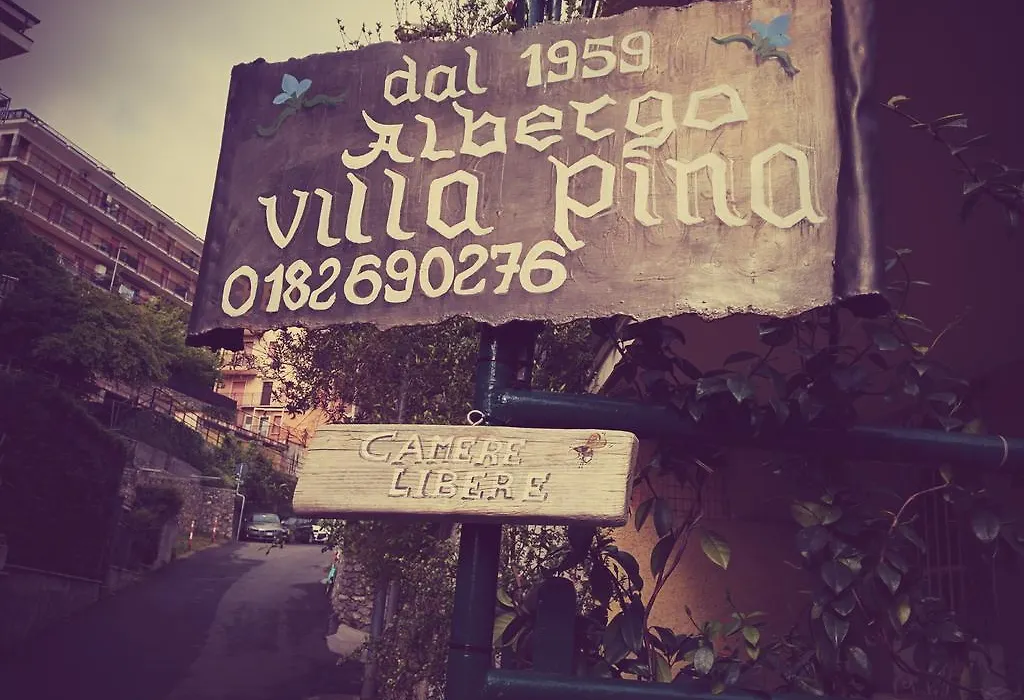 dal 1959
Albergo
villa pina
0182690276
CAMERE
LIBERE